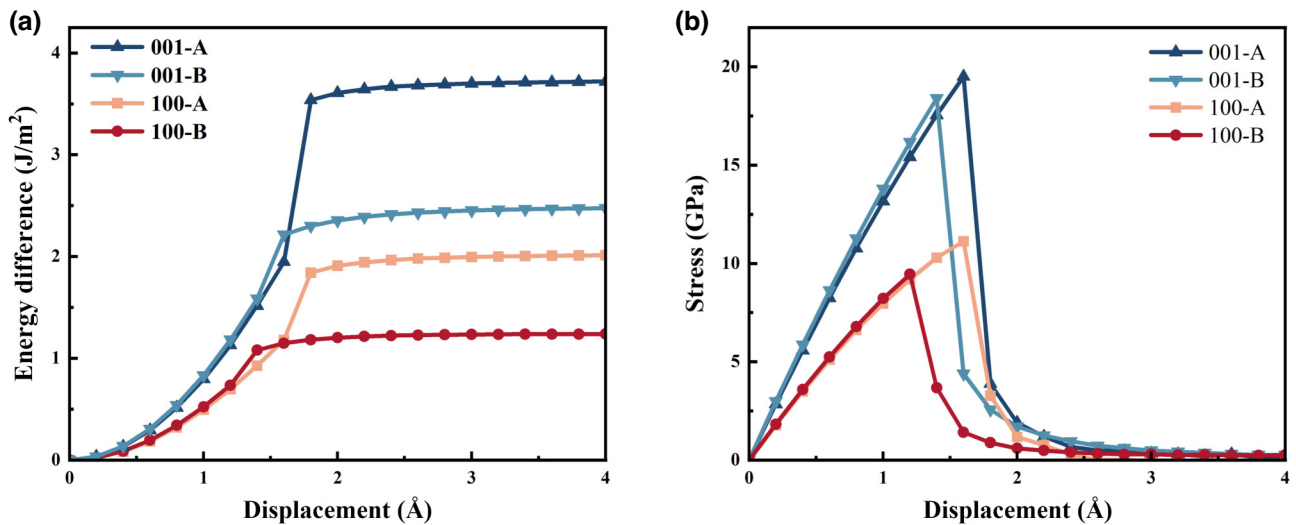 (a)
Energy difference (J/m²)
4
3
2
1
0
001-A
001-B
100-A
100-B
0 1 2 3 4
Displacement (Å)
(b)
Stress (GPa)
20
15
10
5
0
001-A
001-B
100-A
100-B
0 1 2 3 4
Displacement (Å)